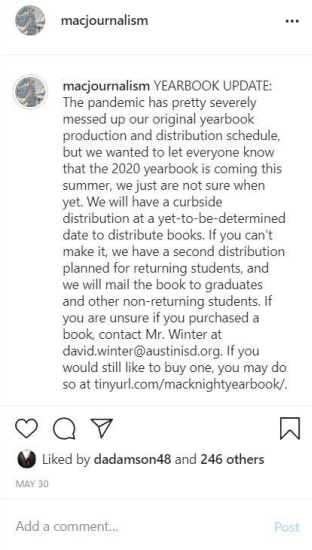 macjournalism
macjournalism YEARBOOK UPDATE:
The pandemic has pretty severely
messed up our original yearbook
production and distribution schedule,
but we wanted to let everyone know
that the 2020 yearbook is coming this
summer, we just are not sure when
yet. We will have a curbside
distribution at a yet-to-be-determined
date to distribute books. If you can't
make it, we have a second distribution
planned for returning students, and
we will mail the book to graduates
and other non-returning students. If
you are unsure if you purchased a
book, contact Mr. Winter at
david.winter@austinisd.org. If you
would still like to buy one, you may do
so at tinyurl.com/macknightyearbook/.
Liked by dadamson48 and 246 others
MAY 30
Add a comment... Post